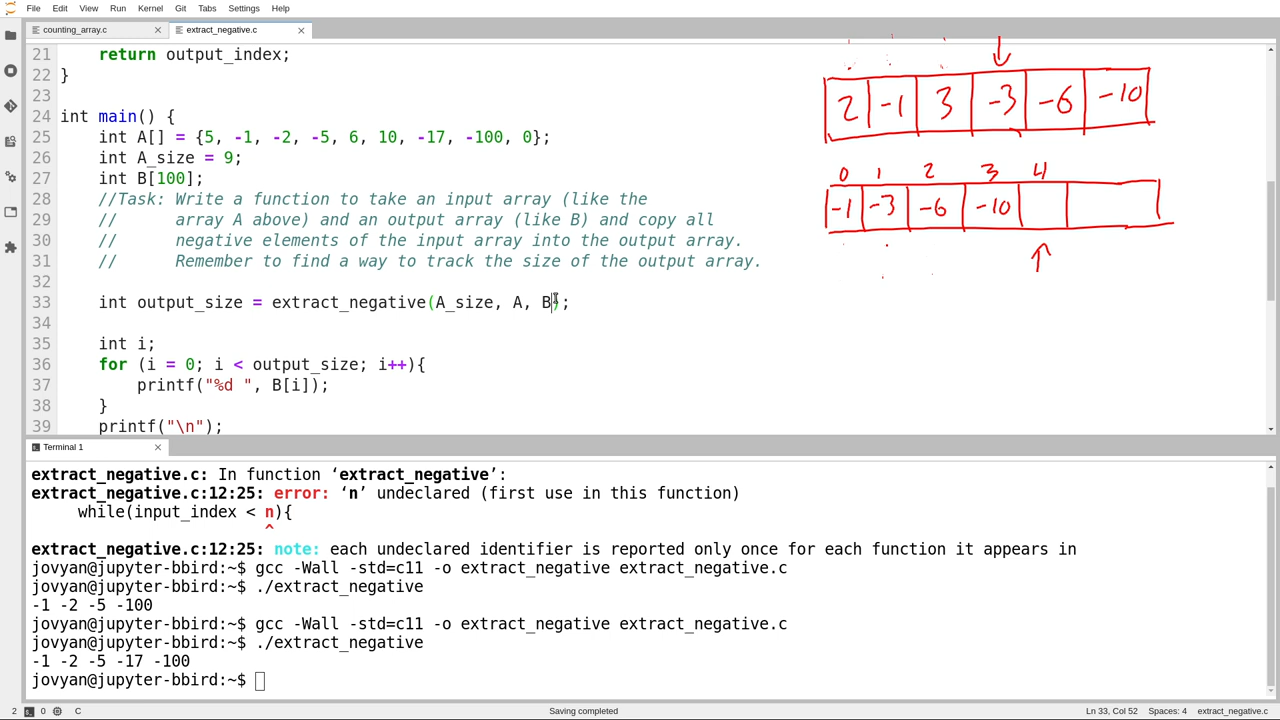 File Edit View Run Kernel Git Tabs Settings Help
counting_array.c extract_negative.c
21     return output_index;
22 }
23
24 int main() {
25     int A[] = {5, -1, -2, -5, 6, 10, -17, -100, 0};
26     int A_size = 9;
27     int B[100];
28     //Task: Write a function to take an input array (like the
29     //      array A above) and an output array (like B) and copy all
30     //      negative elements of the input array into the output array.
31     //      Remember to find a way to track the size of the output array.
32
33     int output_size = extract_negative(A_size, A, B);
34
35     int i;
36     for (i = 0; i < output_size; i++){
37         printf("%d ", B[i]);
38     }
39     printf("\n");
2 -1 3 -3 -6 -10
0 1 2 3 4
-1 -3 -6 -10
Terminal 1
extract_negative.c: In function ‘extract_negative’:
extract_negative.c:12:25: error: ‘n’ undeclared (first use in this function)
     while(input_index < n){
                         ^
extract_negative.c:12:25: note: each undeclared identifier is reported only once for each function it appears in
jovyan@jupyter-bbird:~$ gcc -Wall -std=c11 -o extract_negative extract_negative.c
jovyan@jupyter-bbird:~$ ./extract_negative
-1 -2 -5 -100
jovyan@jupyter-bbird:~$ gcc -Wall -std=c11 -o extract_negative extract_negative.c
jovyan@jupyter-bbird:~$ ./extract_negative
-1 -2 -5 -17 -100
jovyan@jupyter-bbird:~$
2 0 C Saving completed Ln 33, Col 52 Spaces: 4 extract_negative.c